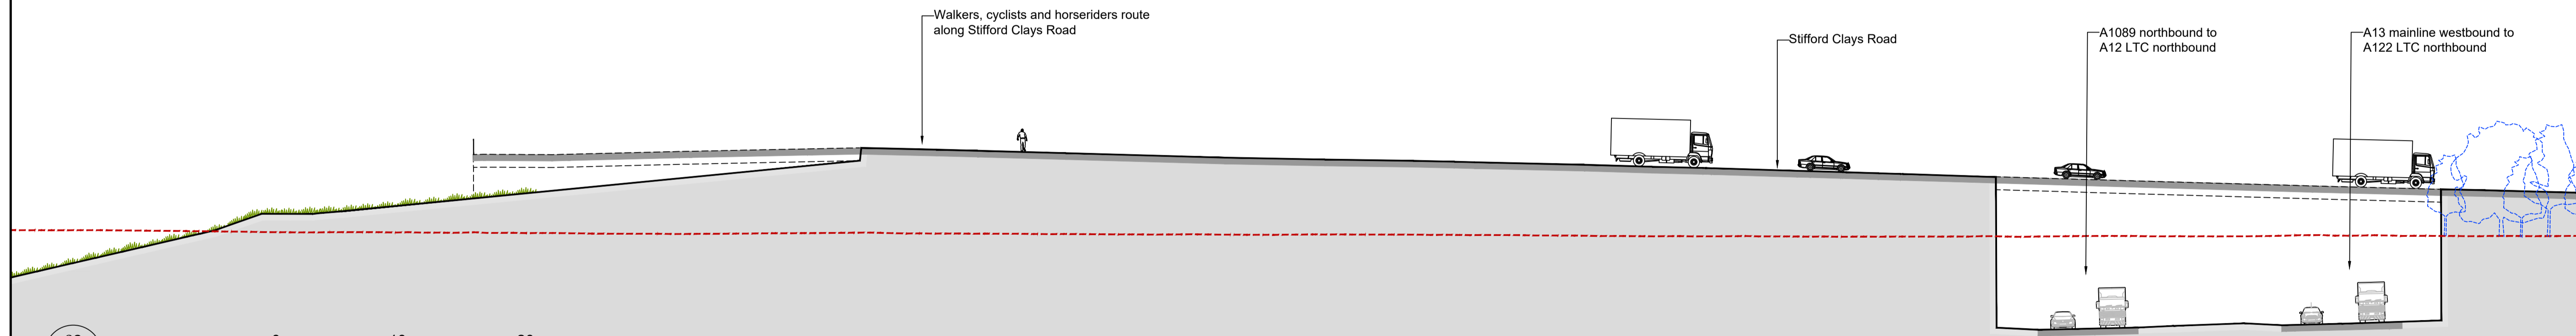 Walkers, cyclists and horseriders route
along Stifford Clays Road
Stifford Clays Road
A1089 northbound to
A12 LTC northbound
A13 mainline westbound to
A122 LTC northbound